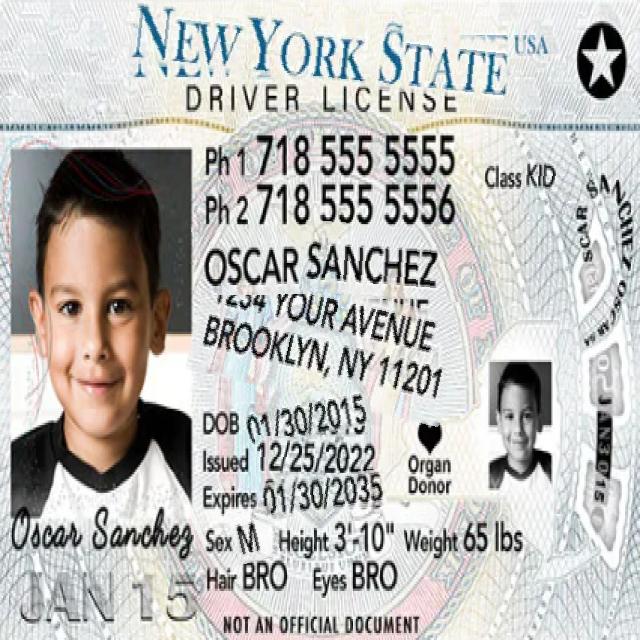 NEW YORK STATE USA
DRIVER LICENSE
Ph 1 718 555 5555
Ph 2 718 555 5556
Class KID
OSCAR SANCHEZ
1234 YOUR AVENUE
BROOKLYN, NY 11201
DOB 01/30/2015
Issued 12/25/2022
Expires 01/30/2035
Organ
Donor
Sex M Height 3'-10" Weight 65 lbs
Hair BRO Eyes BRO
Oscar Sanchez
JAN 15
NOT AN OFFICIAL DOCUMENT